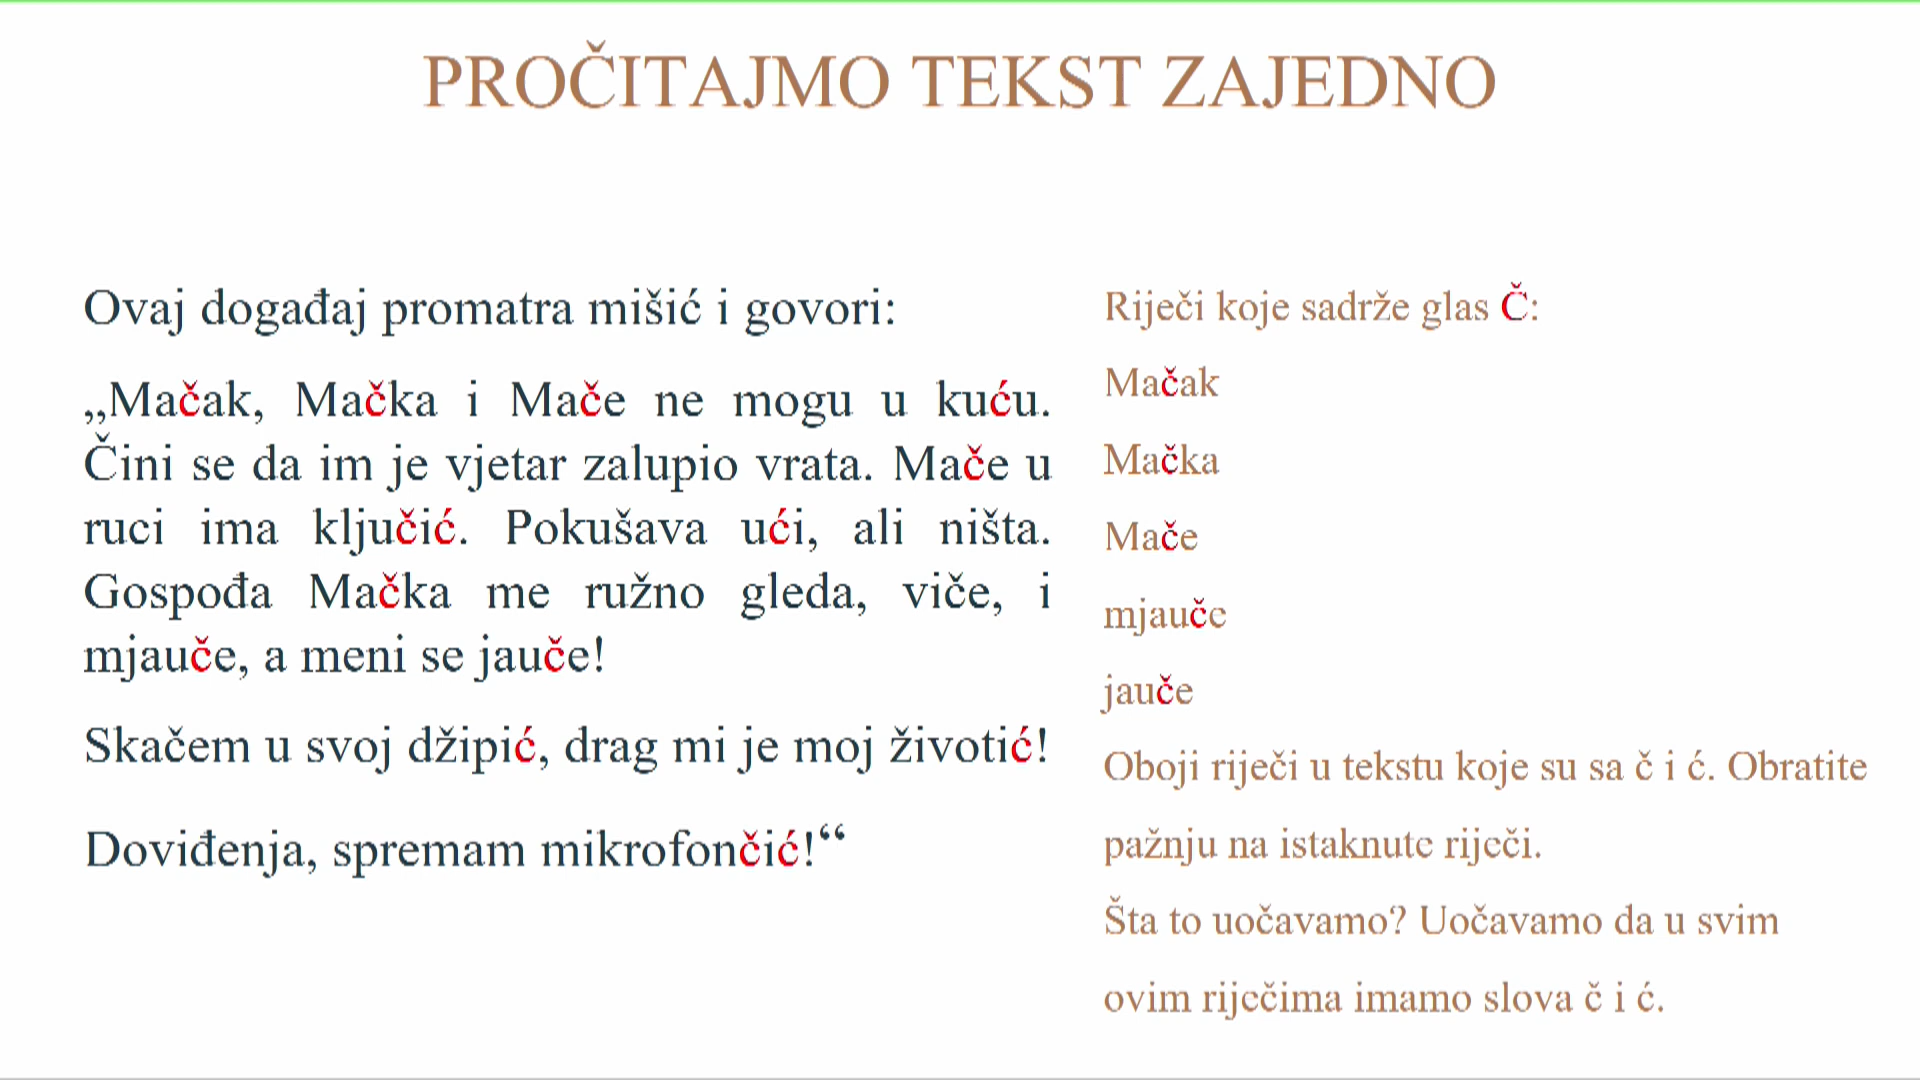 PROČITAJMO TEKST ZAJEDNO
Ovaj događaj promatra mišić i govori:
„Mačak, Mačka i Mače ne mogu u kuću.
Čini se da im je vjetar zalupio vrata. Mače u
ruci ima ključić. Pokušava ući, ali ništa.
Gospođa Mačka me ružno gleda, viče, i
mjauče, a meni se jauče!
Skačem u svoj džipić, drag mi je moj životić!
Doviđenja, spremam mikrofončić!“
Riječi koje sadrže glas Č:
Mačak
Mačka
Mače
mjauče
jauče
Oboji riječi u tekstu koje su sa č i ć. Obratite
pažnju na istaknute riječi.
Šta to uočavamo? Uočavamo da u svim
ovim riječima imamo slova č i ć.